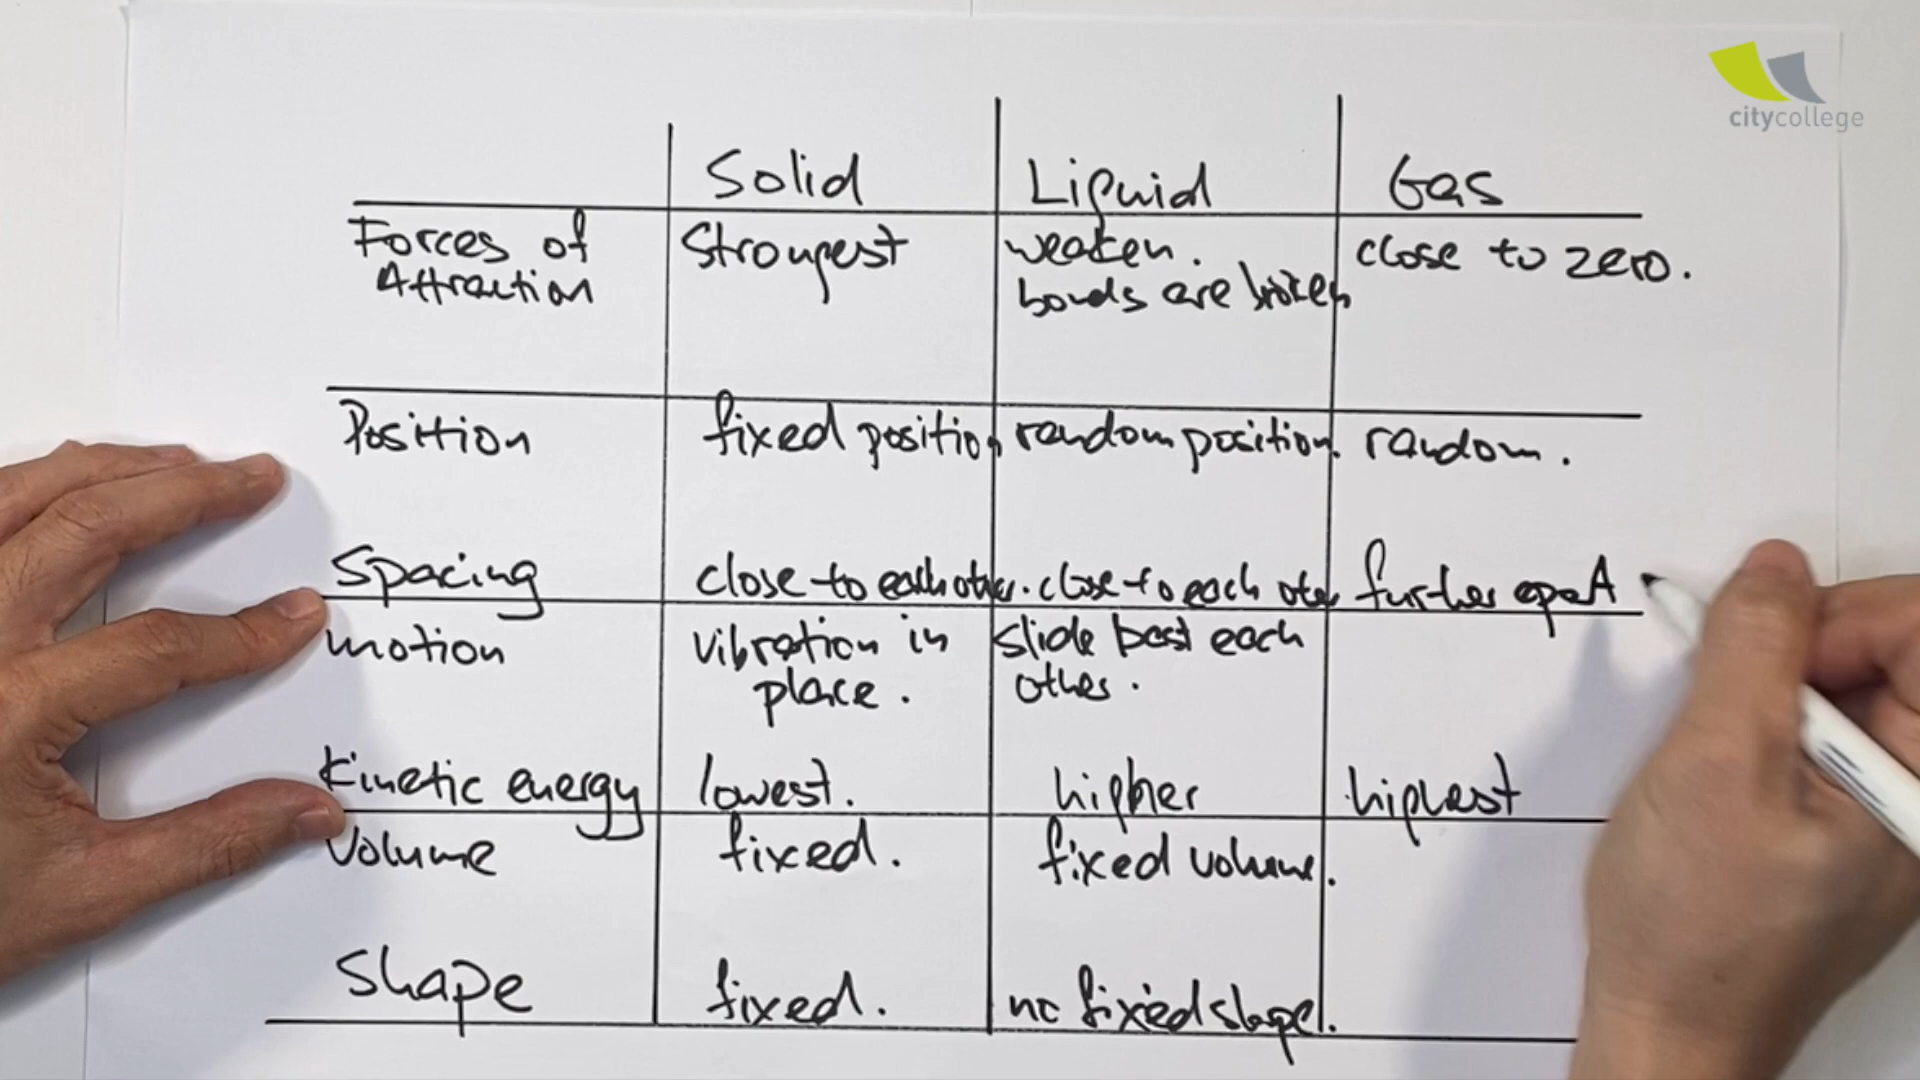 citycollege
Solid Liquid Gas
Forces of Strongest weaken. close to zero.
Attraction bonds are broken
Position fixed position random position. random.
Spacing close to each other. close to each other further apart
motion vibration in slide past each
place. other.
Kinetic energy lowest. higher highest
Volume fixed. fixed volume.
Shape fixed. no fixed shape.